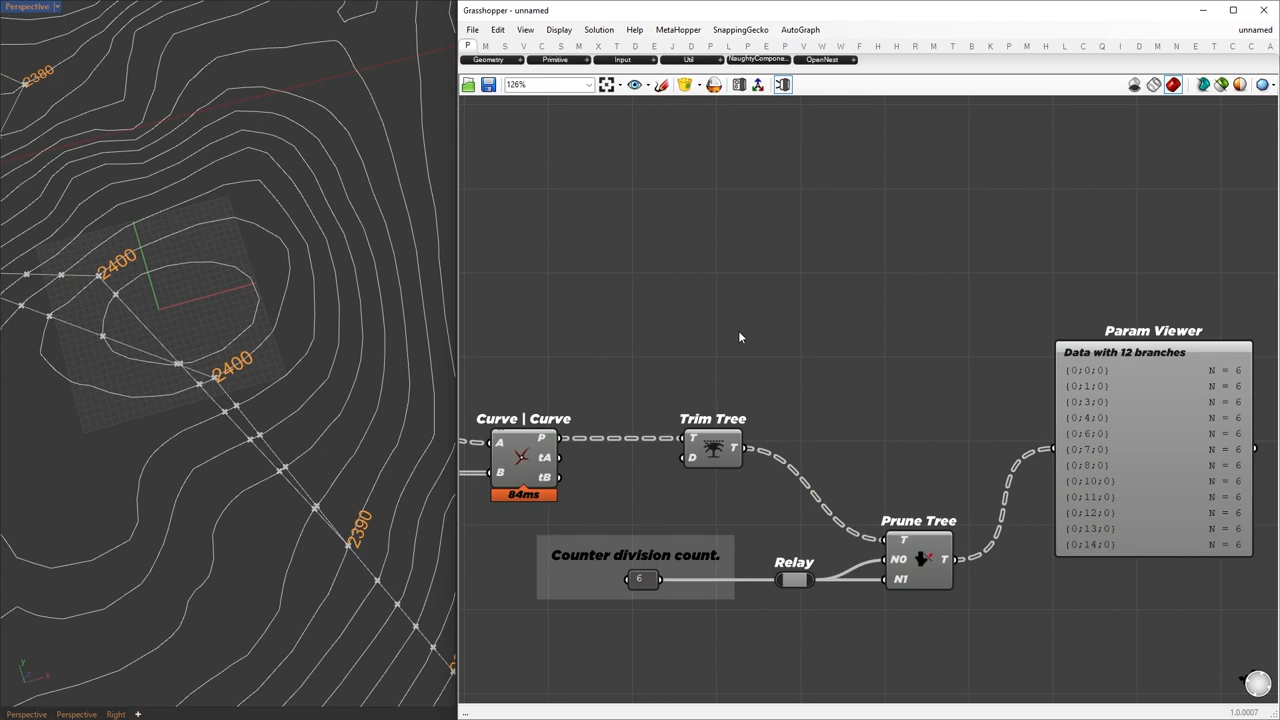 Perspective
Grasshopper - unnamed
File Edit View Display Solution Help MetaHopper SnappingGecko AutoGraph unnamed
P M S V C S M I D X T D E J A F T U R B P D L P V W W F T O P H H R M T D E K P P M S V L C Q T I D T F A F C A
Geometry Primitive Input Util NaughtyCompone... OpenNest
126%
2380
2400
2400
2390
Param Viewer
Data with 12 branches
{0;0;0} N = 6
{0;1;0} N = 6
{0;3;0} N = 6
{0;4;0} N = 6
{0;6;0} N = 6
{0;7;0} N = 6
{0;8;0} N = 6
{0;10;0} N = 6
{0;11;0} N = 6
{0;12;0} N = 6
{0;13;0} N = 6
{0;14;0} N = 6
Curve | Curve
A P
tA
B tB
84ms
Trim Tree
T T
D
Prune Tree
T
N0 T
N1
Counter division count.
6
Relay
y
z x
Perspective Perspective Right
...
1.0.0007